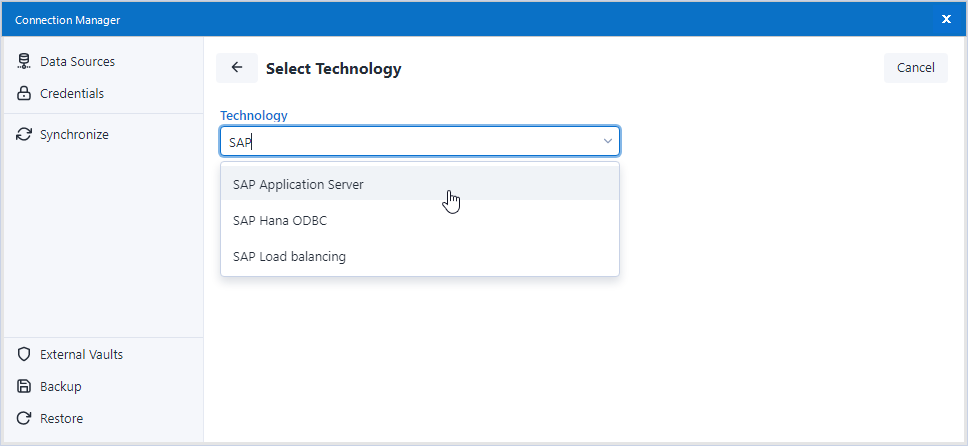 Connection Manager
Data Sources
Credentials
Synchronize
External Vaults
Backup
Restore
Select Technology
Cancel
Technology
SAP
SAP Application Server
SAP Hana ODBC
SAP Load balancing